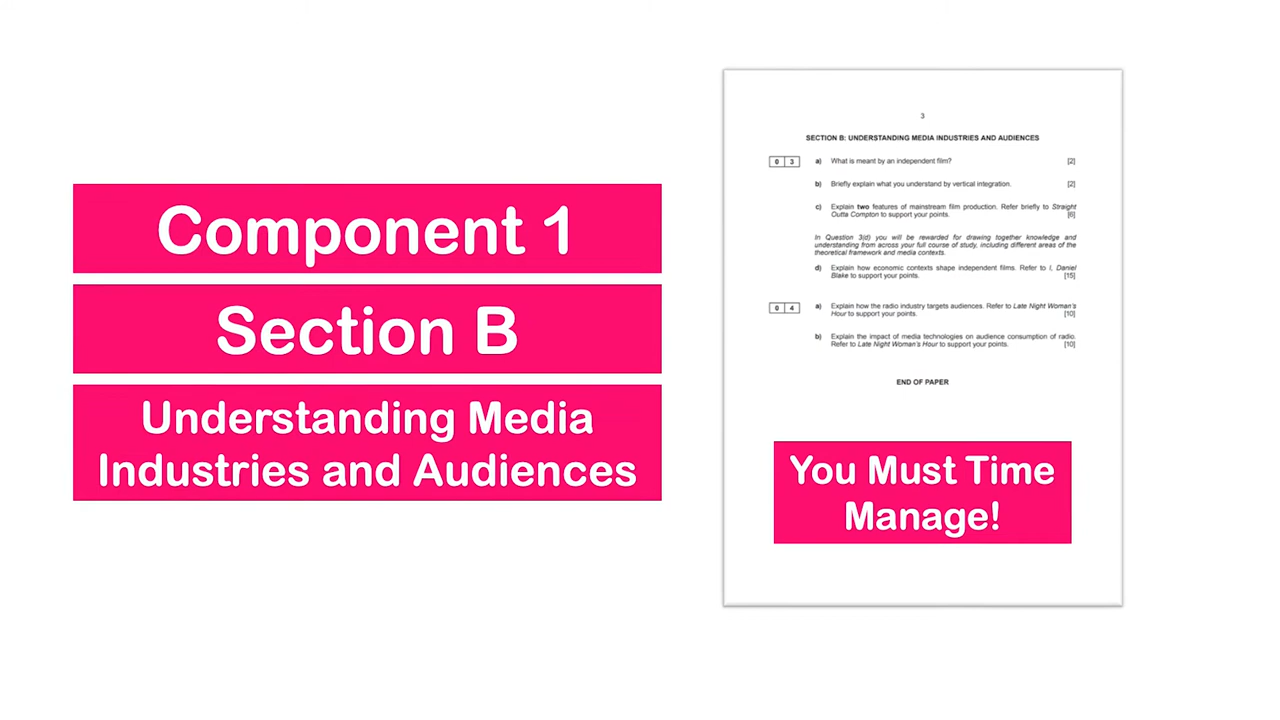 Component 1
Section B
Understanding Media
Industries and Audiences
3
SECTION B: UNDERSTANDING MEDIA INDUSTRIES AND AUDIENCES
0 3 a) What is meant by an independent film? [2]
b) Briefly explain what you understand by vertical integration. [2]
c) Explain two features of mainstream film production. Refer briefly to Straight
Outta Compton to support your points. [6]
In Question 3(d) you will be rewarded for drawing together knowledge and
understanding from across your full course of study, including different areas of the
theoretical framework and media contexts.
d) Explain how economic contexts shape independent films. Refer to I, Daniel
Blake to support your points. [15]
0 4 a) Explain how the radio industry targets audiences. Refer to Late Night Woman's
Hour to support your points. [10]
b) Explain the impact of media technologies on audience consumption of radio.
Refer to Late Night Woman's Hour to support your points. [10]
END OF PAPER
You Must Time
Manage!